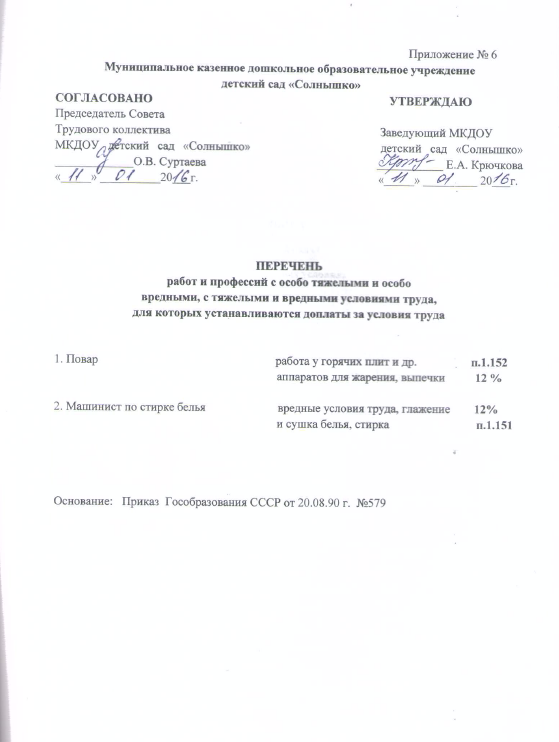 Приложение № 6
Муниципальное казенное дошкольное образовательное учреждение
детский сад «Солнышко»
СОГЛАСОВАНО
Председатель Совета
Трудового коллектива
МКДОУ детский сад «Солнышко»
____________О.В. Суртаева
«11» 01 2016г.
УТВЕРЖДАЮ
Заведующий МКДОУ
детский сад «Солнышко»
___________ Е.А. Крючкова
«11» 01 2016г.
ПЕРЕЧЕНЬ
работ и профессий с особо тяжелыми и особо
вредными, с тяжелыми и вредными условиями труда,
для которых устанавливаются доплаты за условия труда
1. Повар работа у горячих плит и др. п.1.152
аппаратов для жарения, выпечки 12 %
2. Машинист по стирке белья вредные условия труда, глажение 12%
и сушка белья, стирка п.1.151
Основание: Приказ Гособразования СССР от 20.08.90 г. №579